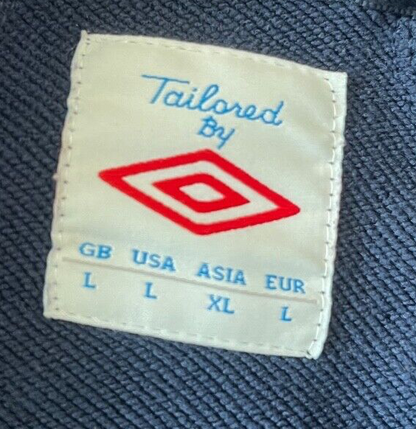 Tailored
By
GB USA ASIA EUR
L L XL L